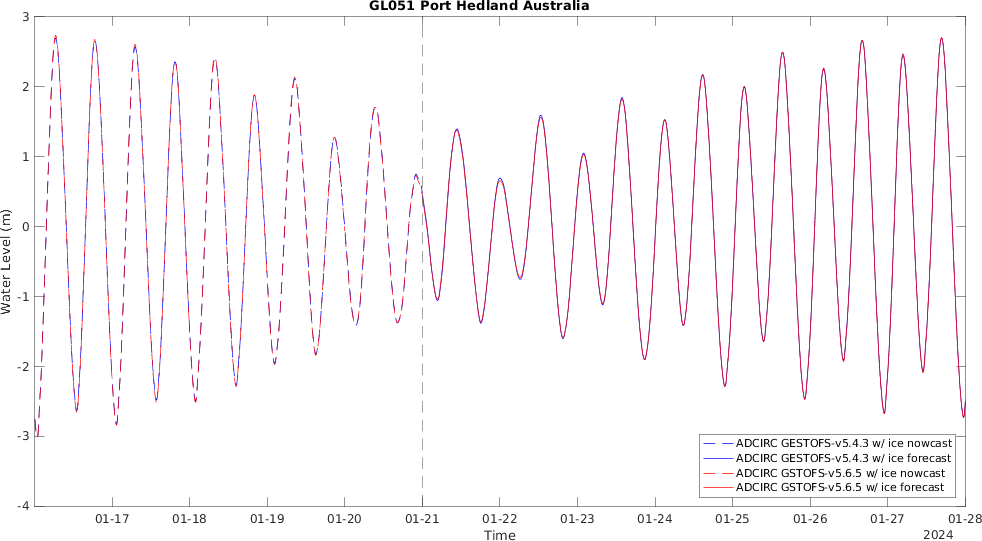 GL051 Port Hedland Australia
3
2
1
0
-1
-2
-3
-4
Water Level (m)
ADCIRC GESTOFS-v5.4.3 w/ ice nowcast
ADCIRC GESTOFS-v5.4.3 w/ ice forecast
ADCIRC GSTOFS-v5.6.5 w/ ice nowcast
ADCIRC GSTOFS-v5.6.5 w/ ice forecast
01-17 01-18 01-19 01-20 01-21 01-22 01-23 01-24 01-25 01-26 01-27 01-28
Time
2024